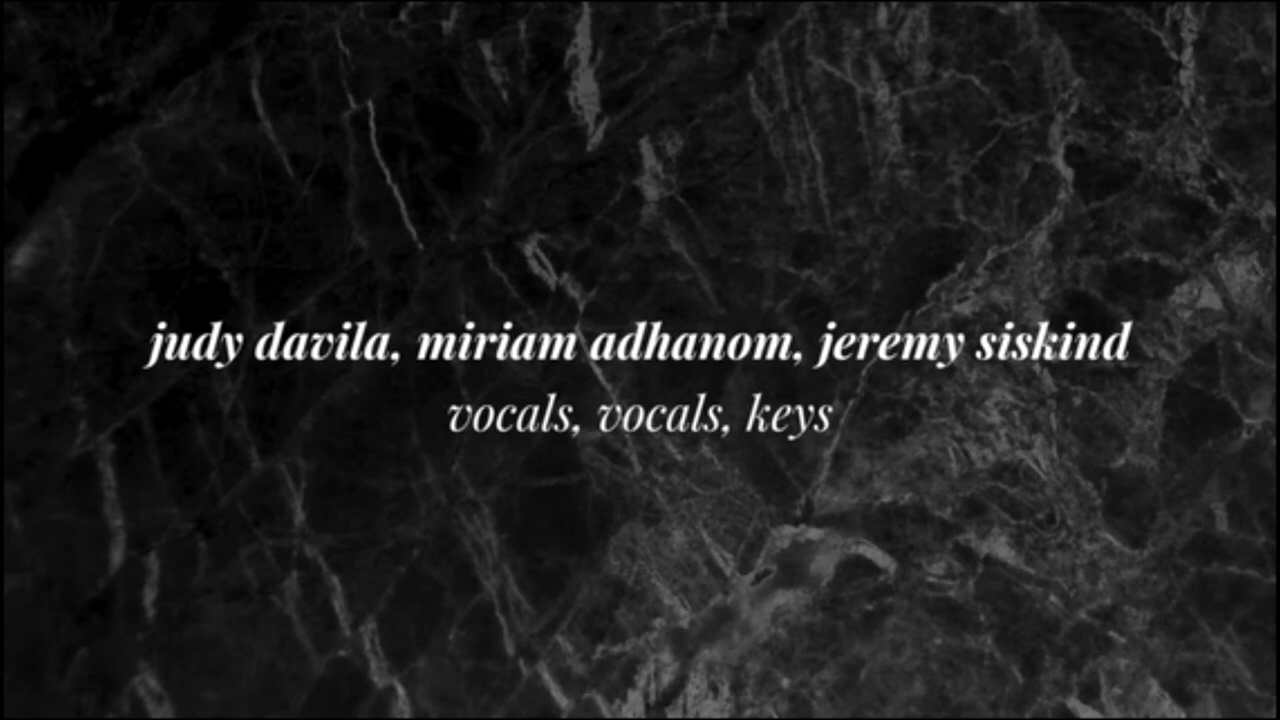 judy davila, miriam adhanom, jeremy siskind
vocals, vocals, keys